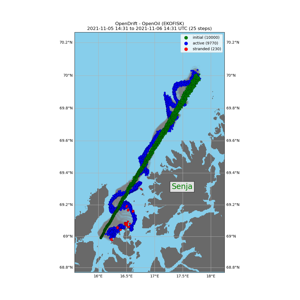 OpenDrift - OpenOil (EKOFISK)
2021-11-05 14:31 to 2021-11-06 14:31 UTC (25 steps)
initial (10000)
active (9770)
stranded (230)
70.2°N 70.2°N
70°N 70°N
69.8°N 69.8°N
69.6°N 69.6°N
69.4°N 69.4°N
Senja
69.2°N 69.2°N
69°N 69°N
68.8°N 68.8°N
16°E 16.5°E 17°E 17.5°E 18°E